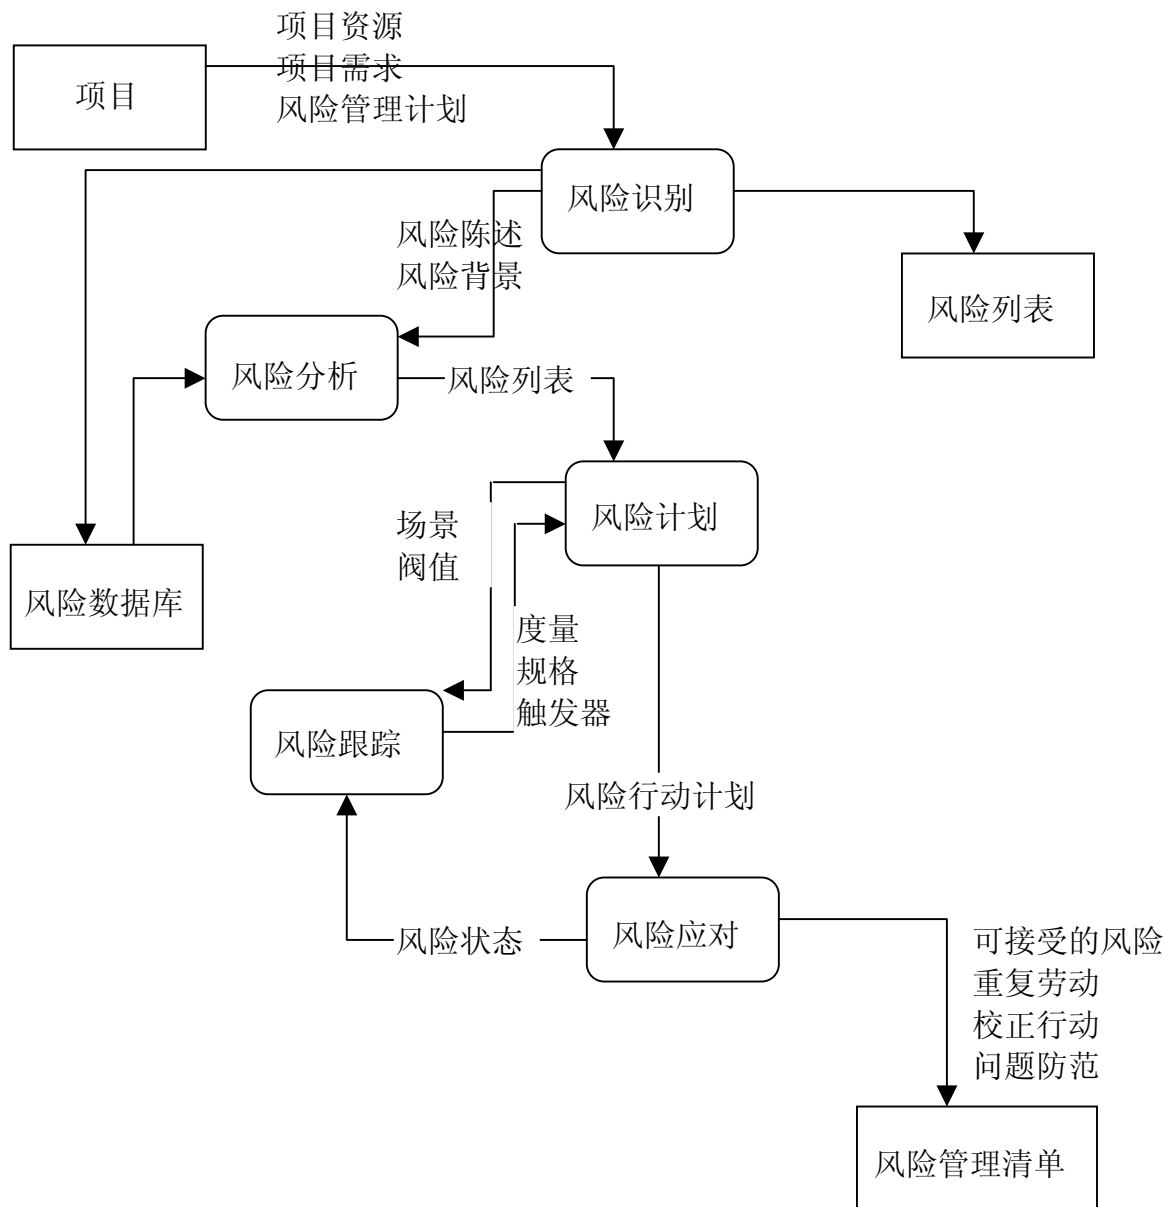 项目资源
项目需求
风险管理计划
项目
风险识别
风险陈述
风险背景
风险列表
风险分析
风险列表
风险计划
场景
阀值
风险数据库
度量
规格
触发器
风险跟踪
风险行动计划
风险状态
风险应对
可接受的风险
重复劳动
校正行动
问题防范
风险管理清单